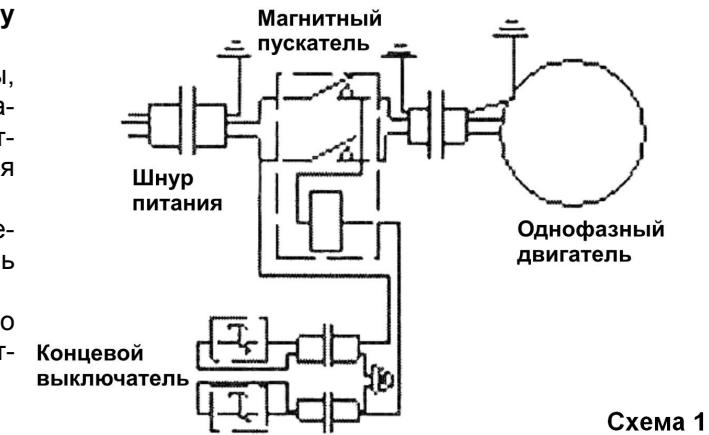 Магнитный
пускатель
Шнур
питания
Однофазный
двигатель
Концевой
выключатель
Схема 1